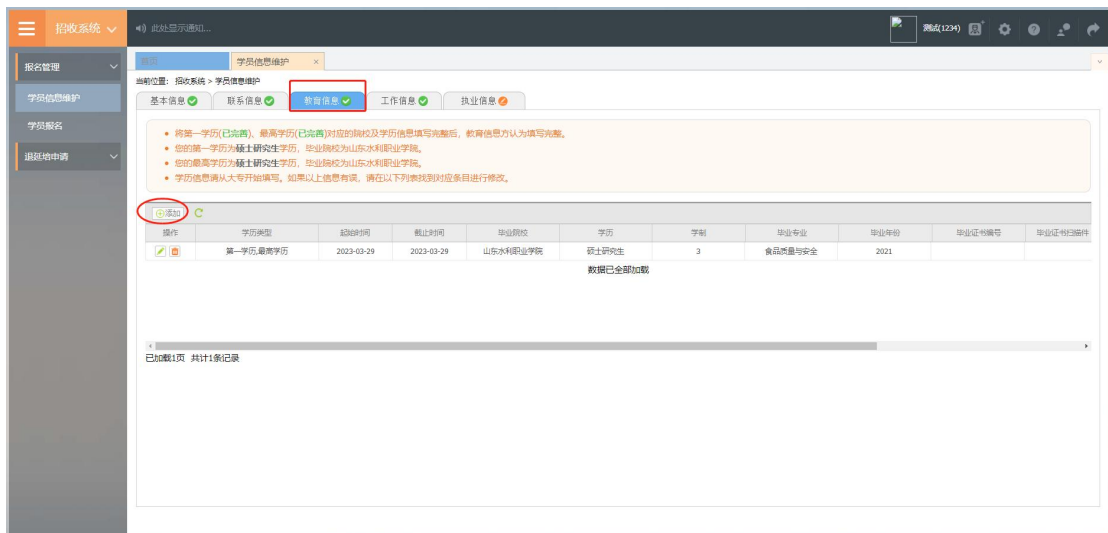 招收系统
此处显示通知...
测试(1234)
报名管理
首页
学员信息维护 ×
当前位置: 招收系统 > 学员信息维护
学员信息维护
基本信息
联系信息
教育信息
工作信息
执业信息
学员报名
退延培申请
• 将第一学历(已完善)、最高学历(已完善)对应的院校及学历信息填写完整后, 教育信息方认为填写完整。
• 您的第一学历为硕士研究生学历, 毕业院校为山东水利职业学院。
• 您的最高学历为硕士研究生学历, 毕业院校为山东水利职业学院。
• 学历信息请从大专开始填写。如果以上信息有误, 请在以下列表找到对应条目进行修改。
添加
操作 学历类型 起始时间 截止时间 毕业院校 学历 学制 毕业专业 毕业年份 毕业证书编号 毕业证书扫描件
第一学历,最高学历 2023-03-29 2023-03-29 山东水利职业学院 硕士研究生 3 食品质量与安全 2021
数据已全部加载
已加载1页 共计1条记录